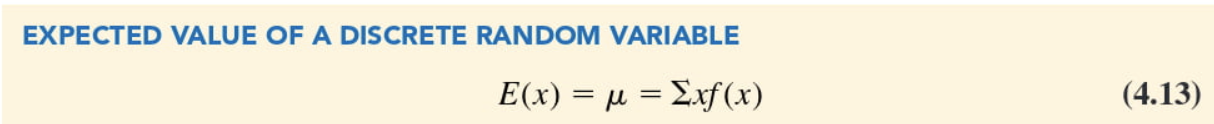 EXPECTED VALUE OF A DISCRETE RANDOM VARIABLE
E(x) = μ = Σxf(x) (4.13)